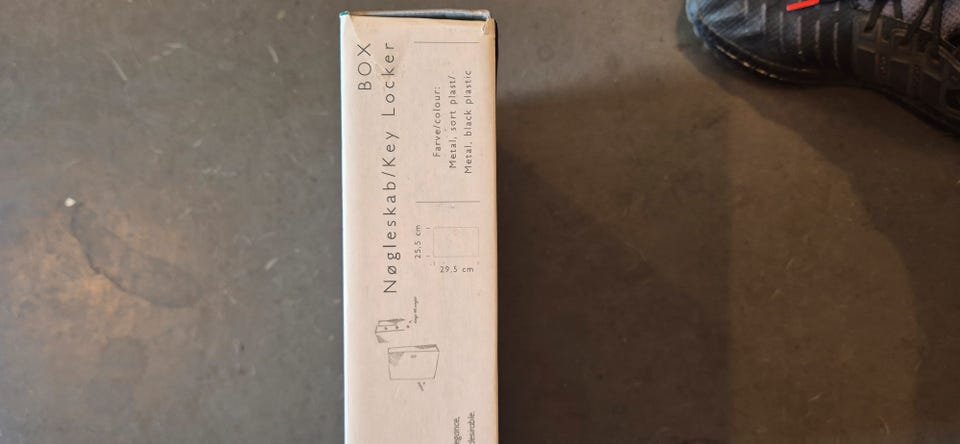 BOX
Nøgleskab/Key Locker
Farve/colour:
Metal, sort plast/
Metal, black plastic
25,5 cm
29,5 cm